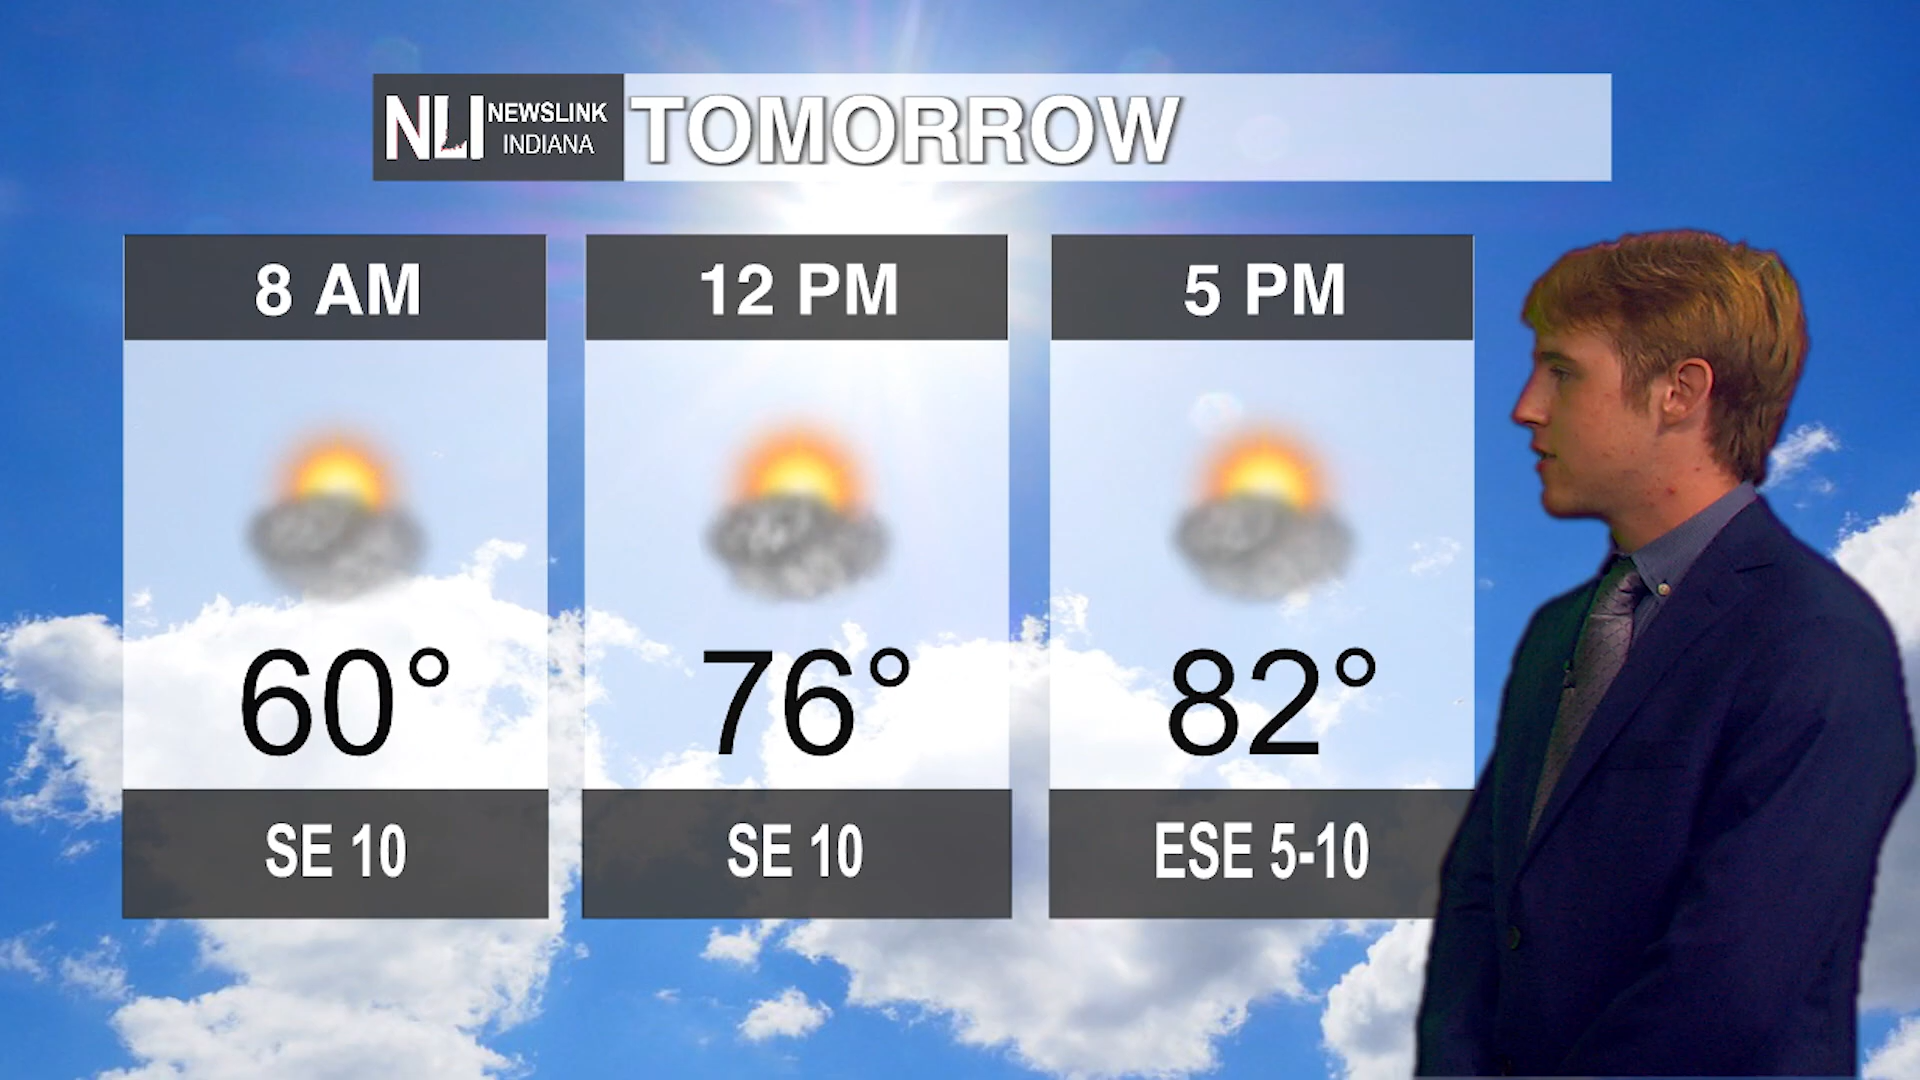 NLI NEWSLINK INDIANA
TOMORROW
8 AM
60°
SE 10
12 PM
76°
SE 10
5 PM
82°
ESE 5-10